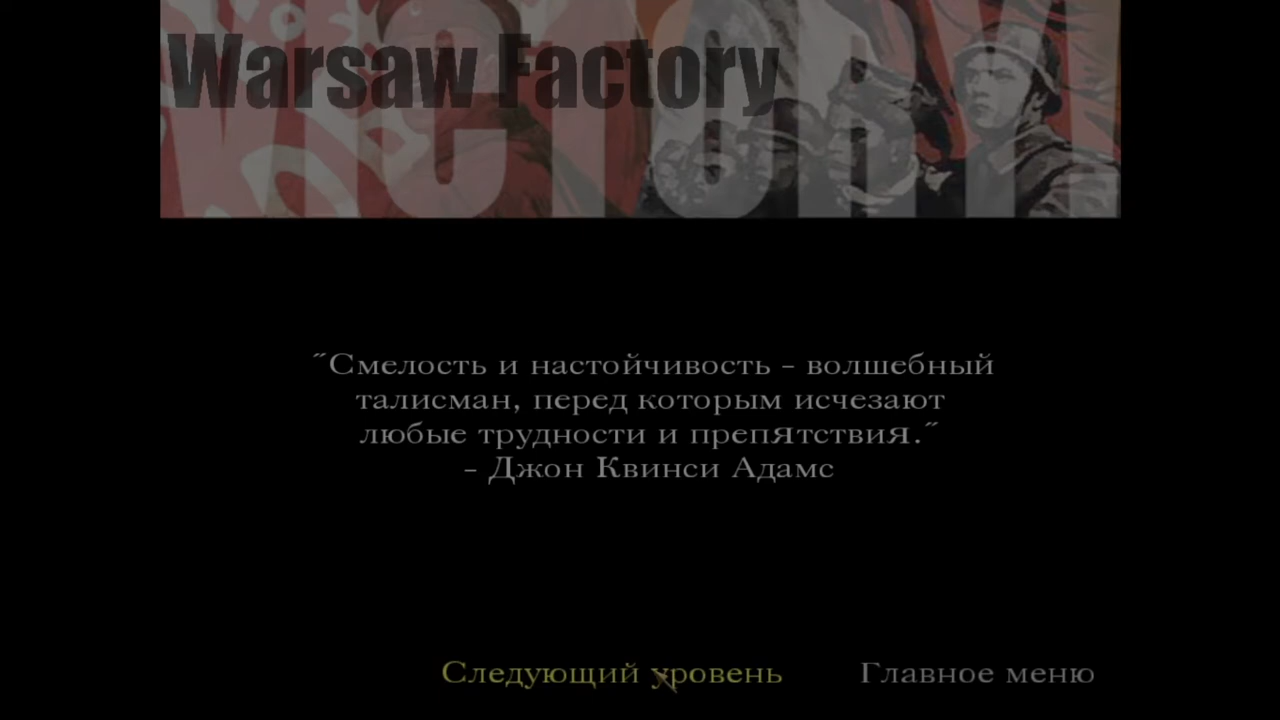 VICTORY!
Warsaw Factory
˝Смелость и настойчивость – волшебный
талисман, перед которым исчезают
любые трудности и препятствия.˝
– Джон Квинси Адамс
Следующий уровень
Главное меню